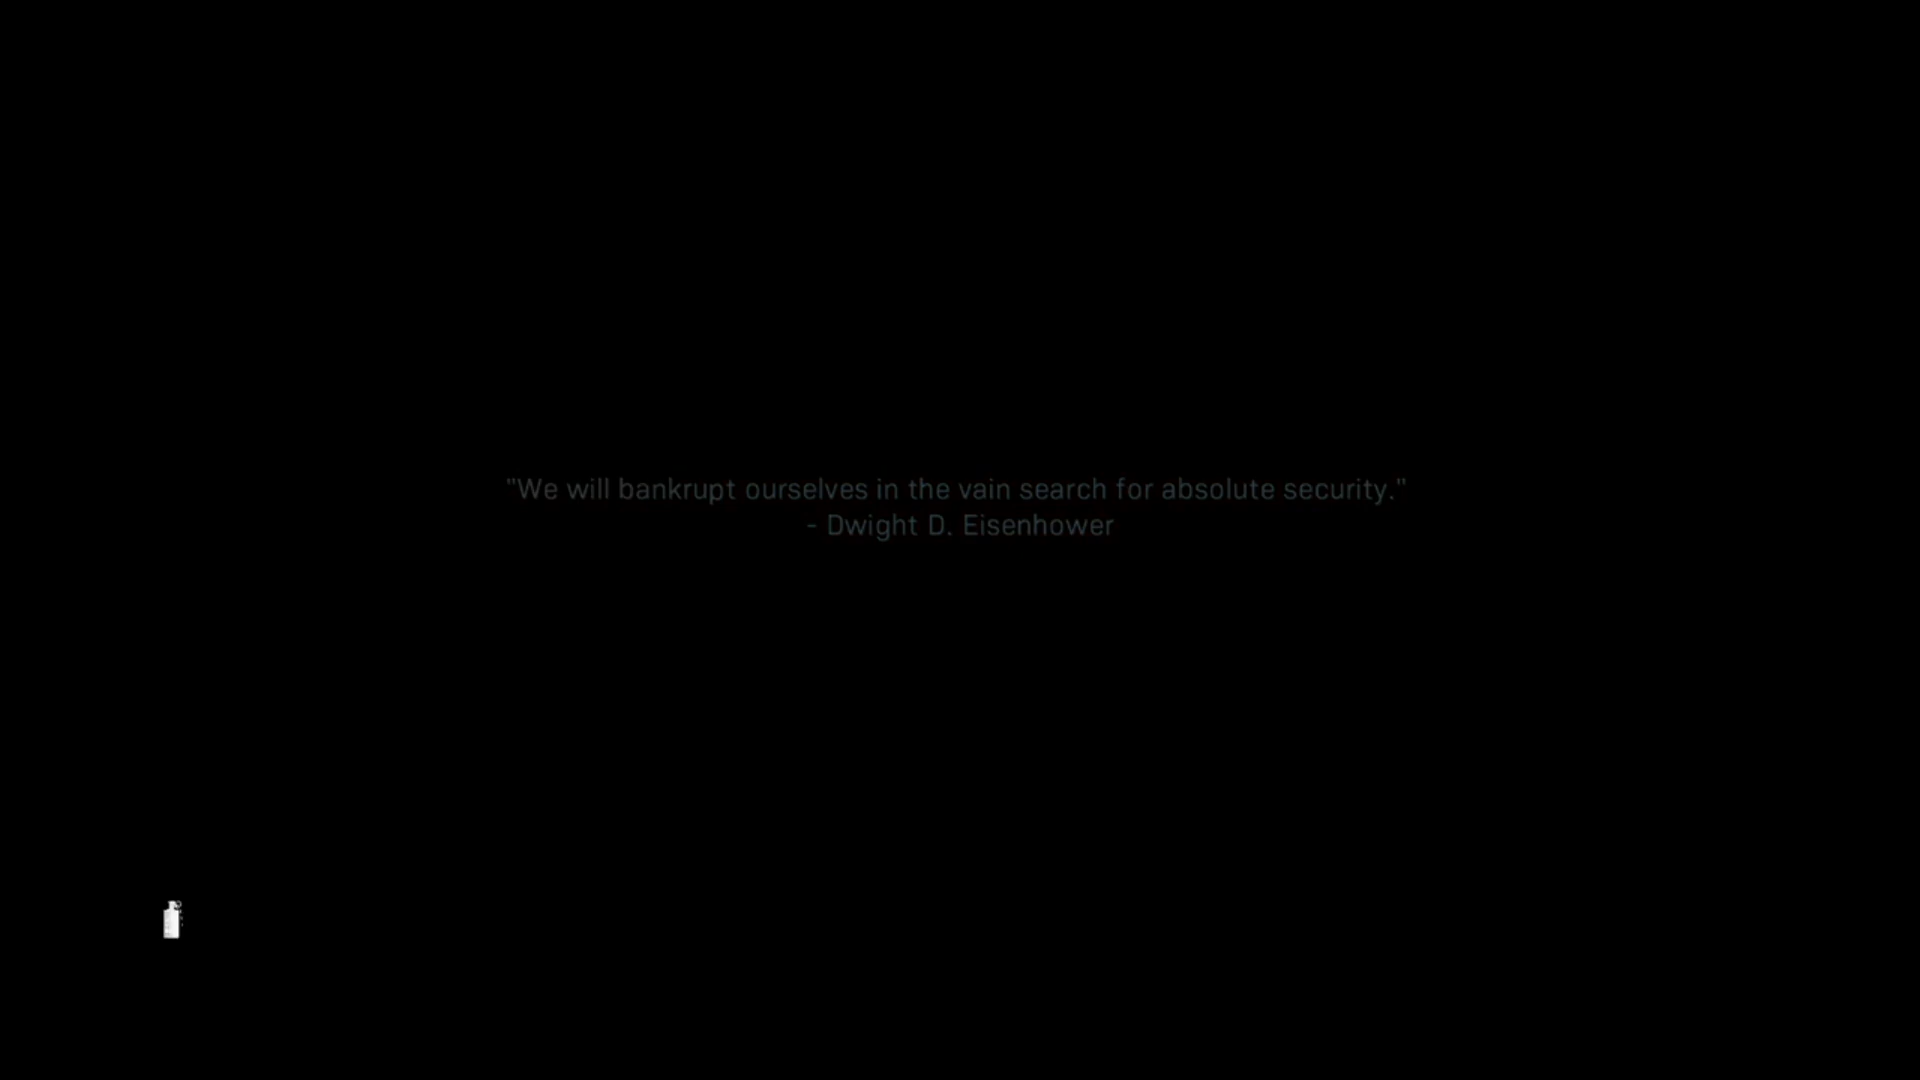 "We will bankrupt ourselves in the vain search for absolute security."
- Dwight D. Eisenhower